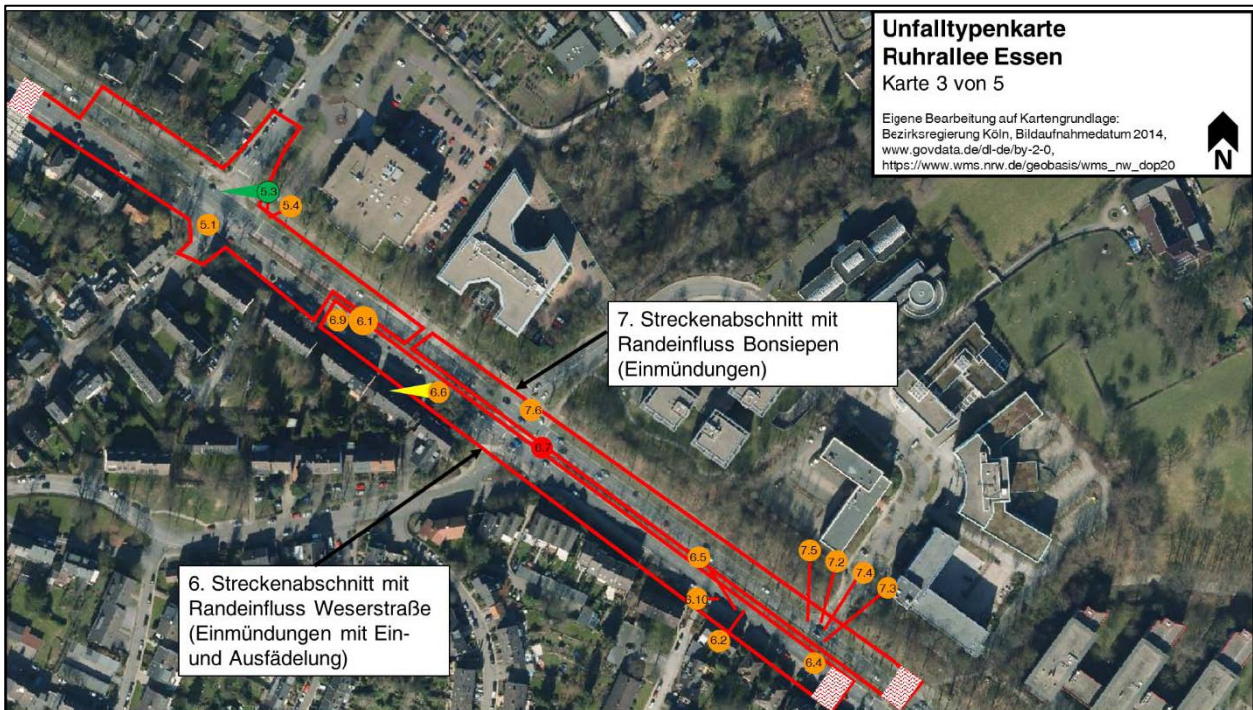 Unfalltypenkarte
Ruhrallee Essen
Karte 3 von 5
Eigene Bearbeitung auf Kartengrundlage:
Bezirksregierung Köln, Bildaufnahmedatum 2014,
www.govdata.de/dl-de/by-2-0,
https://www.wms.nrw.de/geobasis/wms_nw_dop20
N
5.3
5.4
5.1
6.9
6.1
7. Streckenabschnitt mit
Randeinfluss Bonsiepen
(Einmündungen)
6.6
7.6
6.7
6.5
7.5
7.2
7.4
7.3
6.10
6.2
6.4
6. Streckenabschnitt mit
Randeinfluss Weserstraße
(Einmündungen mit Ein-
und Ausfädelung)